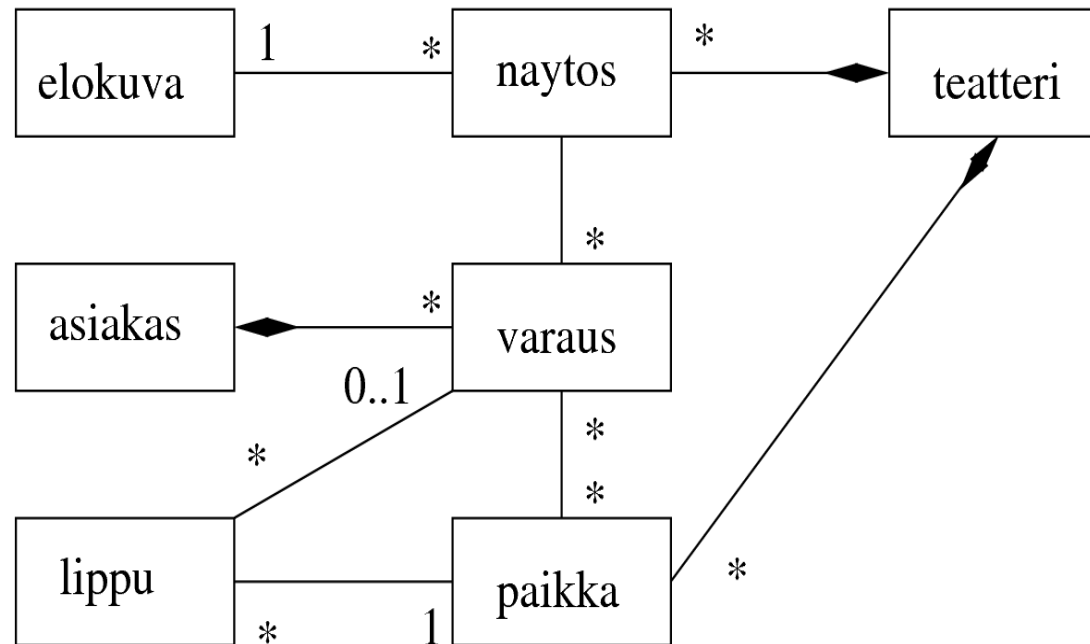 1 * *
elokuva naytos teatteri
*
asiakas * varaus
0..1
* *
*
lippu paikka *
* 1